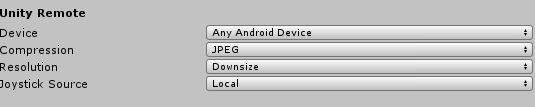 Unity Remote
Device Any Android Device
Compression JPEG
Resolution Downsize
Joystick Source Local